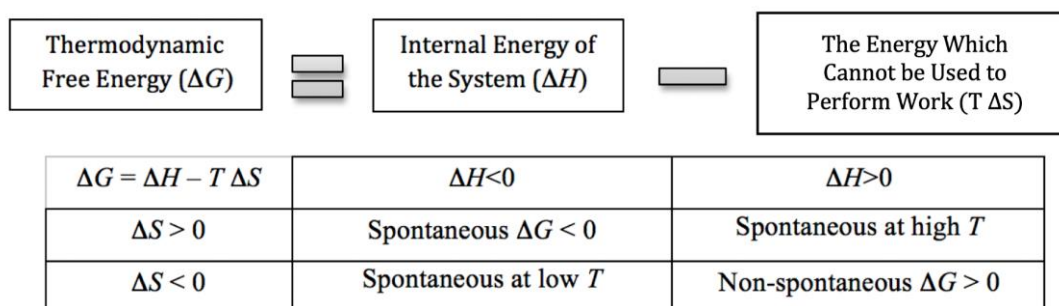 Thermodynamic
Free Energy (ΔG)
Internal Energy of
the System (ΔH)
The Energy Which
Cannot be Used to
Perform Work (T ΔS)
ΔG = ΔH – T ΔS ΔH<0 ΔH>0
ΔS > 0 Spontaneous ΔG < 0 Spontaneous at high T
ΔS < 0 Spontaneous at low T Non-spontaneous ΔG > 0